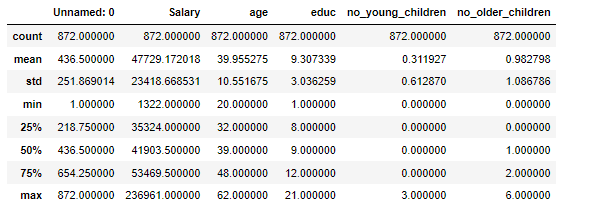 Unnamed: 0 Salary age educ no_young_children no_older_children
count 872.000000 872.000000 872.000000 872.000000 872.000000 872.000000
mean 436.500000 47729.172018 39.955275 9.307339 0.311927 0.982798
std 251.869014 23418.668531 10.551675 3.036259 0.612870 1.086786
min 1.000000 1322.000000 20.000000 1.000000 0.000000 0.000000
25% 218.750000 35324.000000 32.000000 8.000000 0.000000 0.000000
50% 436.500000 41903.500000 39.000000 9.000000 0.000000 1.000000
75% 654.250000 53469.500000 48.000000 12.000000 0.000000 2.000000
max 872.000000 236961.000000 62.000000 21.000000 3.000000 6.000000